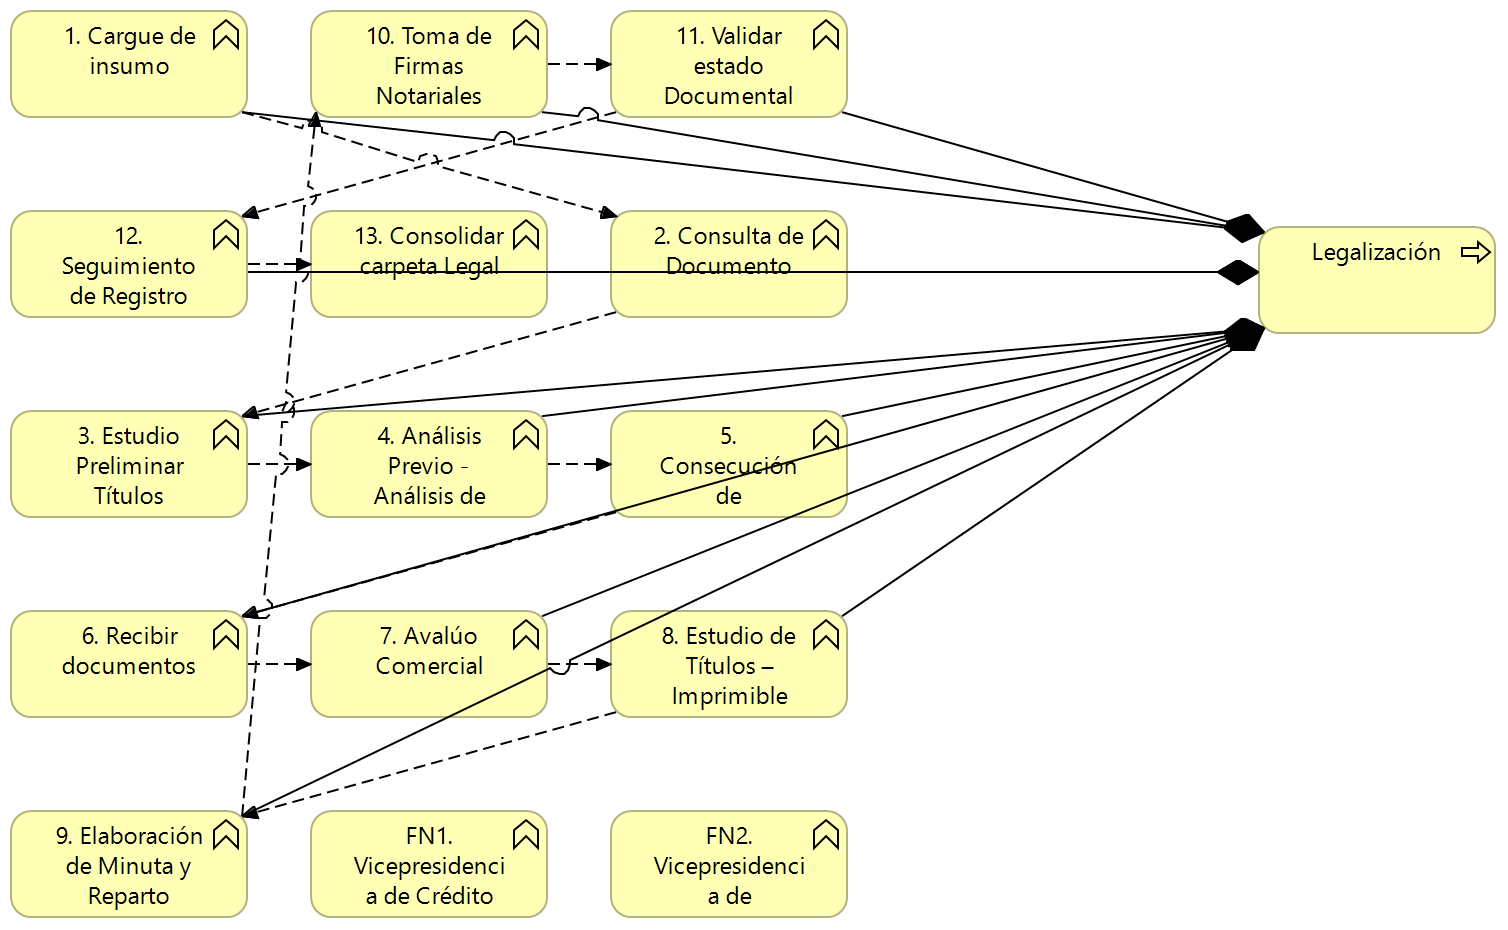 1. Cargue de
insumo
10. Toma de
Firmas
Notariales
11. Validar
estado
Documental
12.
Seguimiento
de Registro
13. Consolidar
carpeta Legal
2. Consulta de
Documento
Legalización
3. Estudio
Preliminar
Títulos
4. Análisis
Previo -
Análisis de
5.
Consecución
de
6. Recibir
documentos
7. Avalúo
Comercial
8. Estudio de
Títulos –
Imprimible
9. Elaboración
de Minuta y
Reparto
FN1.
Vicepresidenci
a de Crédito
FN2.
Vicepresidenci
a de